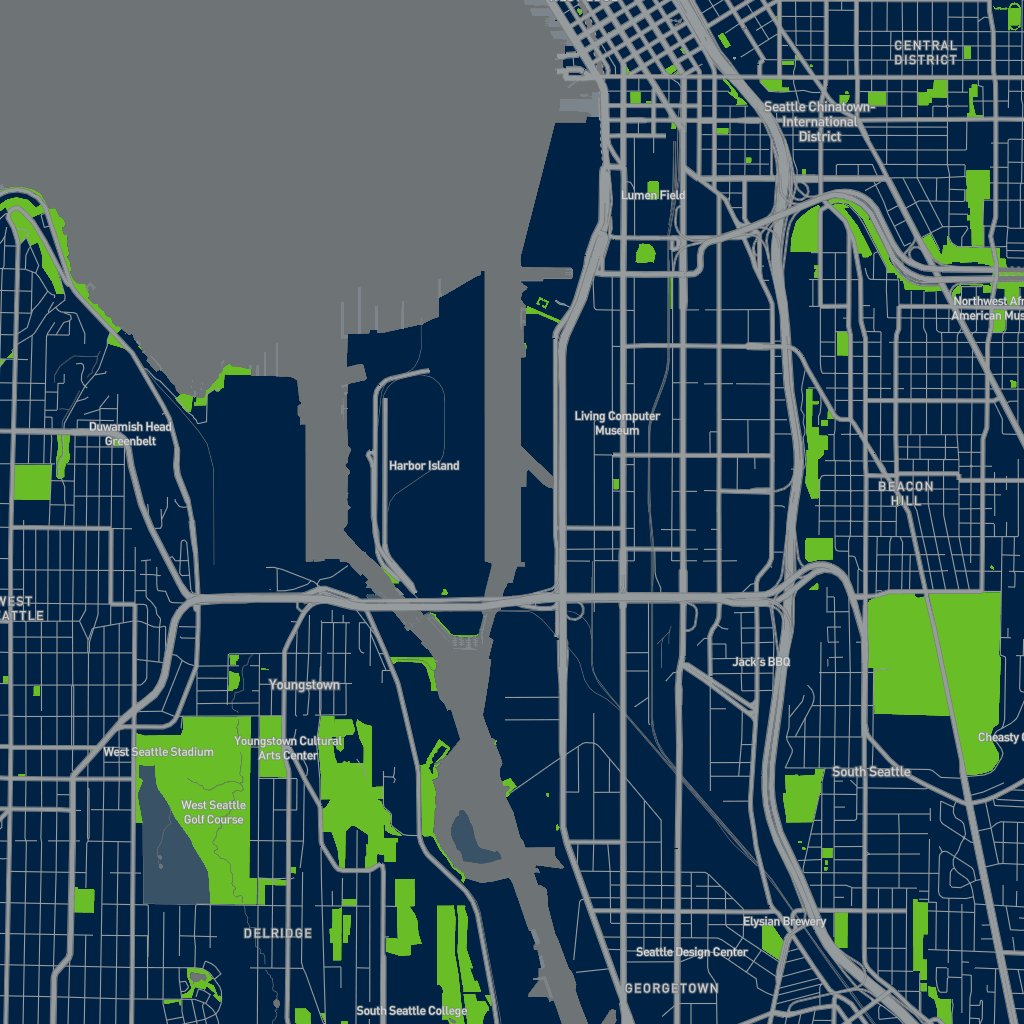 CENTRAL
DISTRICT
Seattle Chinatown-
International
District
Lumen Field
Northwest Afri
American Mus
Duwamish Head
Greenbelt
Living Computer
Museum
Harbor Island
BEACON
HILL
WEST
ATTLE
Jack's BBQ
Youngstown
West Seattle Stadium
Youngstown Cultural
Arts Center
Cheasty
South Seattle
West Seattle
Golf Course
Elysian Brewery
DELRIDGE
Seattle Design Center
GEORGETOWN
South Seattle College